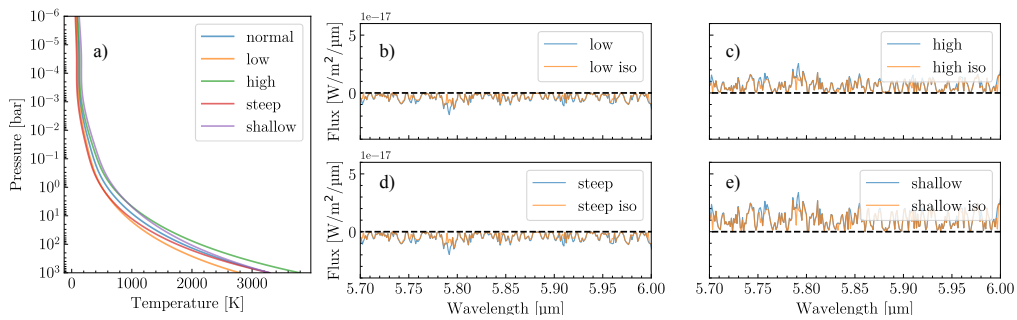 a)
normal
low
high
steep
shallow
10⁻⁶
10⁻⁵
10⁻⁴
10⁻³
10⁻²
10⁻¹
10⁰
10¹
10²
10³
Pressure [bar]
0
1000
2000
3000
Temperature [K]
1e-17
b)
low
low iso
5
0
Flux [W/m²/µm]
c)
high
high iso
1e-17
d)
steep
steep iso
5
0
Flux [W/m²/µm]
5.70
5.75
5.80
5.85
5.90
5.95
6.00
Wavelength [µm]
e)
shallow
shallow iso
5.70
5.75
5.80
5.85
5.90
5.95
6.00
Wavelength [µm]